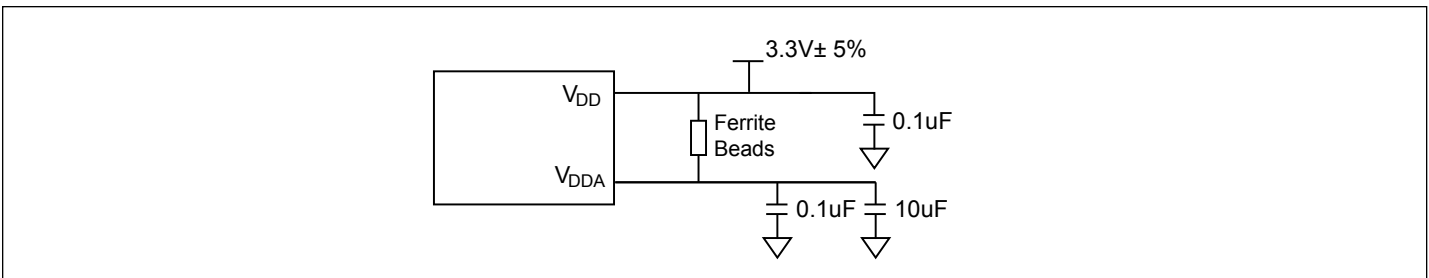 3.3V± 5%
VDD
Ferrite
Beads
0.1uF
VDDA
0.1uF
10uF